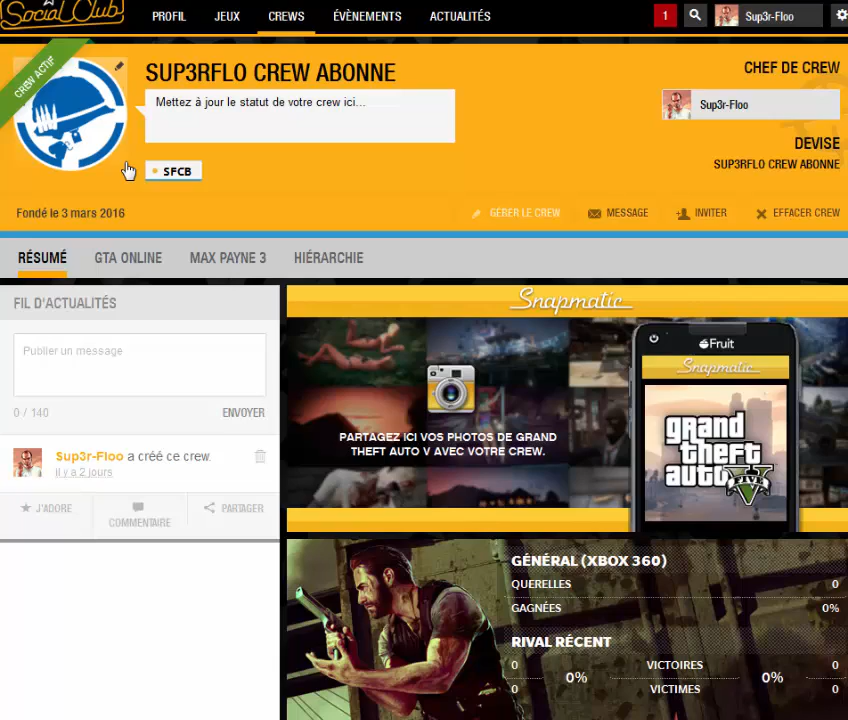 Social Club
PROFIL JEUX CREWS ÉVÈNEMENTS ACTUALITÉS 1 Sup3r-Floo
CREW ACTIF
SUP3RFLO CREW ABONNE
Mettez à jour le statut de votre crew ici...
SFCB
CHEF DE CREW
Sup3r-Floo
DEVISE
SUP3RFLO CREW ABONNE
Fondé le 3 mars 2016
GÉRER LE CREW MESSAGE INVITER EFFACER CREW
RÉSUMÉ GTA ONLINE MAX PAYNE 3 HIÉRARCHIE
FIL D'ACTUALITÉS
Publier un message
0 / 140 ENVOYER
Sup3r-Floo a créé ce crew.
Il y a 2 jours
J'ADORE COMMENTAIRE PARTAGER
Snapmatic
PARTAGEZ ICI VOS PHOTOS DE GRAND
THEFT AUTO V AVEC VOTRE CREW.
Fruit
Snapmatic
grand
theft
auto V
FIVE
GÉNÉRAL (XBOX 360)
QUERELLES 0
GAGNÉES 0%
RIVAL RÉCENT
0 VICTOIRES 0
0% 0%
0 VICTIMES 0